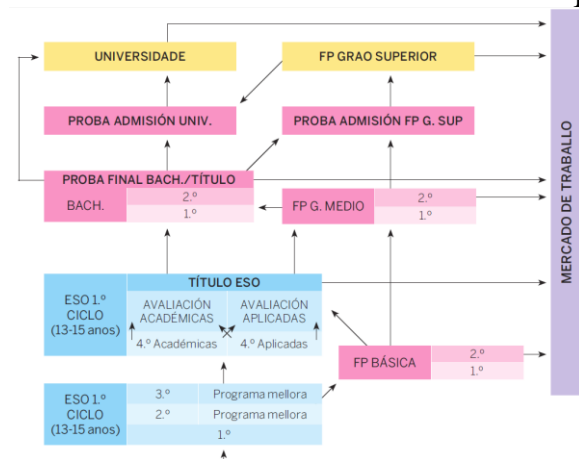 UNIVERSIDADE
FP GRAO SUPERIOR
PROBA ADMISIÓN UNIV.
PROBA ADMISIÓN FP G. SUP
PROBA FINAL BACH./TÍTULO
BACH.
2.º
1.º
FP G. MEDIO
2.º
1.º
TÍTULO ESO
ESO 1.º
CICLO
(13-15 anos)
AVALIACIÓN
ACADÉMICAS
AVALIACIÓN
APLICADAS
4.º Académicas
4.º Aplicadas
FP BÁSICA
2.º
1.º
ESO 1.º
CICLO
(13-15 anos)
3.º
Programa mellora
2.º
Programa mellora
1.º
MERCADO DE TRABALLO